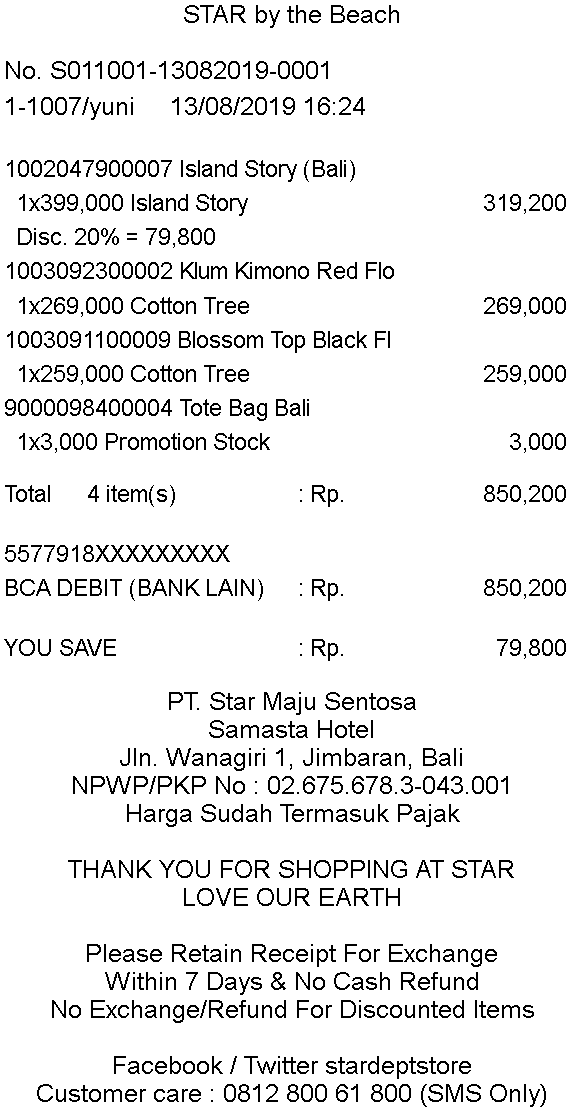 STAR by the Beach
No. S011001-13082019-0001
1-1007/yuni 13/08/2019 16:24
1002047900007 Island Story (Bali)
1x399,000 Island Story 319,200
Disc. 20% = 79,800
1003092300002 Klum Kimono Red Flo
1x269,000 Cotton Tree 269,000
1003091100009 Blossom Top Black Fl
1x259,000 Cotton Tree 259,000
9000098400004 Tote Bag Bali
1x3,000 Promotion Stock 3,000
Total 4 item(s) : Rp. 850,200
5577918XXXXXXXXX
BCA DEBIT (BANK LAIN) : Rp. 850,200
YOU SAVE : Rp. 79,800
PT. Star Maju Sentosa
Samasta Hotel
Jln. Wanagiri 1, Jimbaran, Bali
NPWP/PKP No : 02.675.678.3-043.001
Harga Sudah Termasuk Pajak
THANK YOU FOR SHOPPING AT STAR
LOVE OUR EARTH
Please Retain Receipt For Exchange
Within 7 Days & No Cash Refund
No Exchange/Refund For Discounted Items
Facebook / Twitter stardeptstore
Customer care : 0812 800 61 800 (SMS Only)